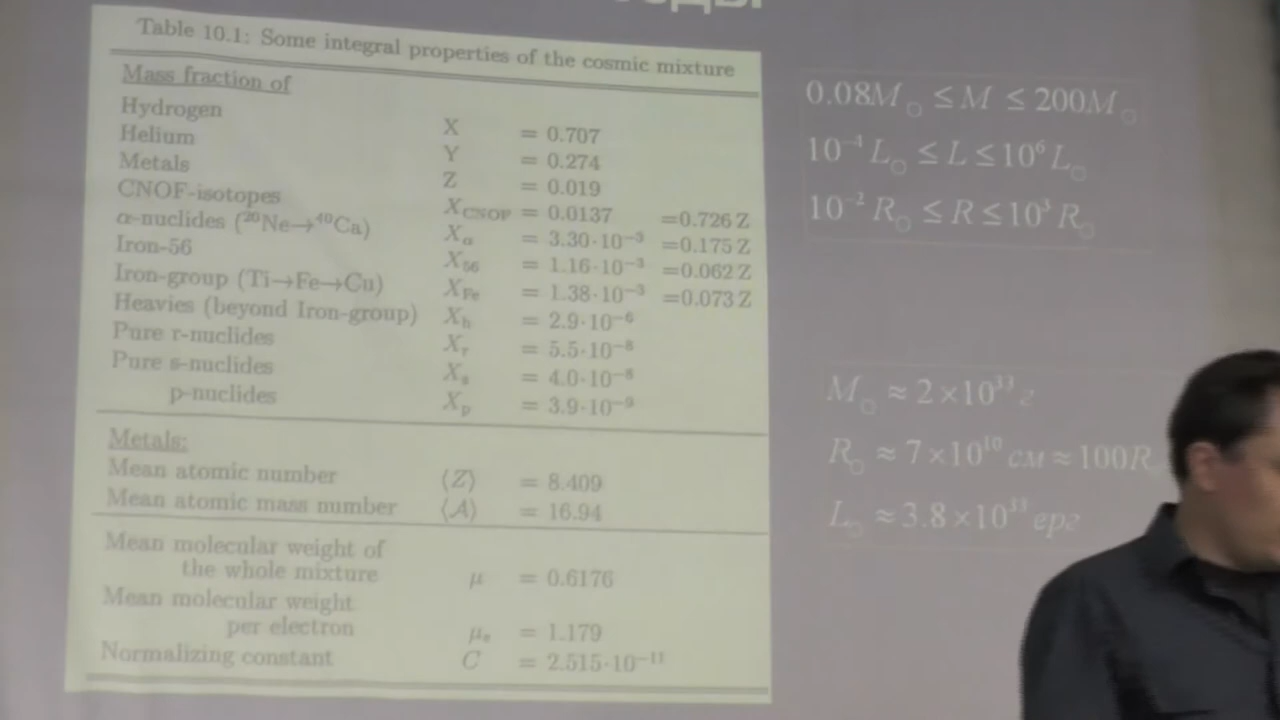 Table 10.1: Some integral properties of the cosmic mixture
Mass fraction of
Hydrogen X = 0.707
Helium Y = 0.274
Metals Z = 0.019
CNOF-isotopes X_CNOF = 0.0137 =0.726 Z
α-nuclides (²⁰Ne→⁴⁰Ca) X_α = 3.30·10⁻³ =0.175 Z
Iron-56 X₅₆ = 1.16·10⁻³ =0.062 Z
Iron-group (Ti→Fe→Cu) X_Fe = 1.38·10⁻³ =0.073 Z
Heavies (beyond Iron-group) X_h = 2.9·10⁻⁶
Pure r-nuclides X_r = 5.5·10⁻⁸
Pure s-nuclides X_s = 4.0·10⁻⁸
p-nuclides X_p = 3.9·10⁻⁹
Metals:
Mean atomic number ⟨Z⟩ = 8.409
Mean atomic mass number ⟨A⟩ = 16.94
Mean molecular weight of
the whole mixture μ = 0.6176
Mean molecular weight
per electron μₑ = 1.179
Normalizing constant C = 2.515·10⁻¹¹
0.08M☉ ≤ M ≤ 200M☉
10⁻⁴ L☉ ≤ L ≤ 10⁶ L☉
10⁻² R☉ ≤ R ≤ 10³ R☉
M☉ ≈ 2×10³³ г
R☉ ≈ 7×10¹⁰ см ≈ 100R
L☉ ≈ 3.8×10³³ эрг